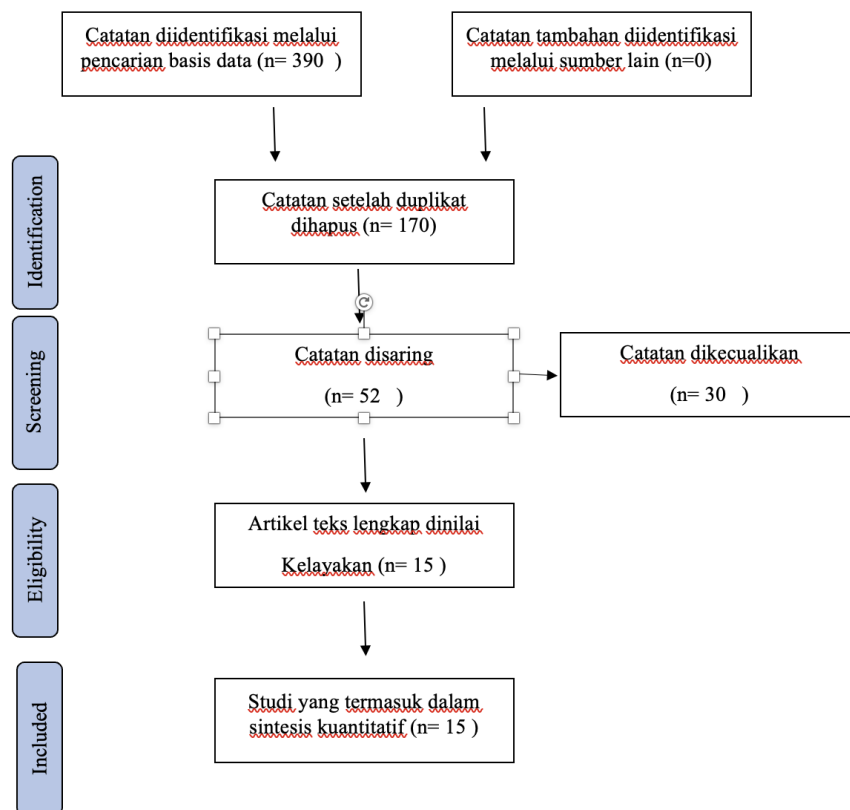 Catatan diidentifikasi melalui
pencarian basis data (n= 390  )
Catatan tambahan diidentifikasi
melalui sumber lain (n=0)
Identification
Catatan setelah duplikat
dihapus (n= 170)
Screening
Catatan disaring
(n= 52   )
Catatan dikecualikan
(n= 30   )
Eligibility
Artikel teks lengkap dinilai
Kelayakan (n= 15 )
Included
Studi yang termasuk dalam
sintesis kuantitatif (n= 15 )